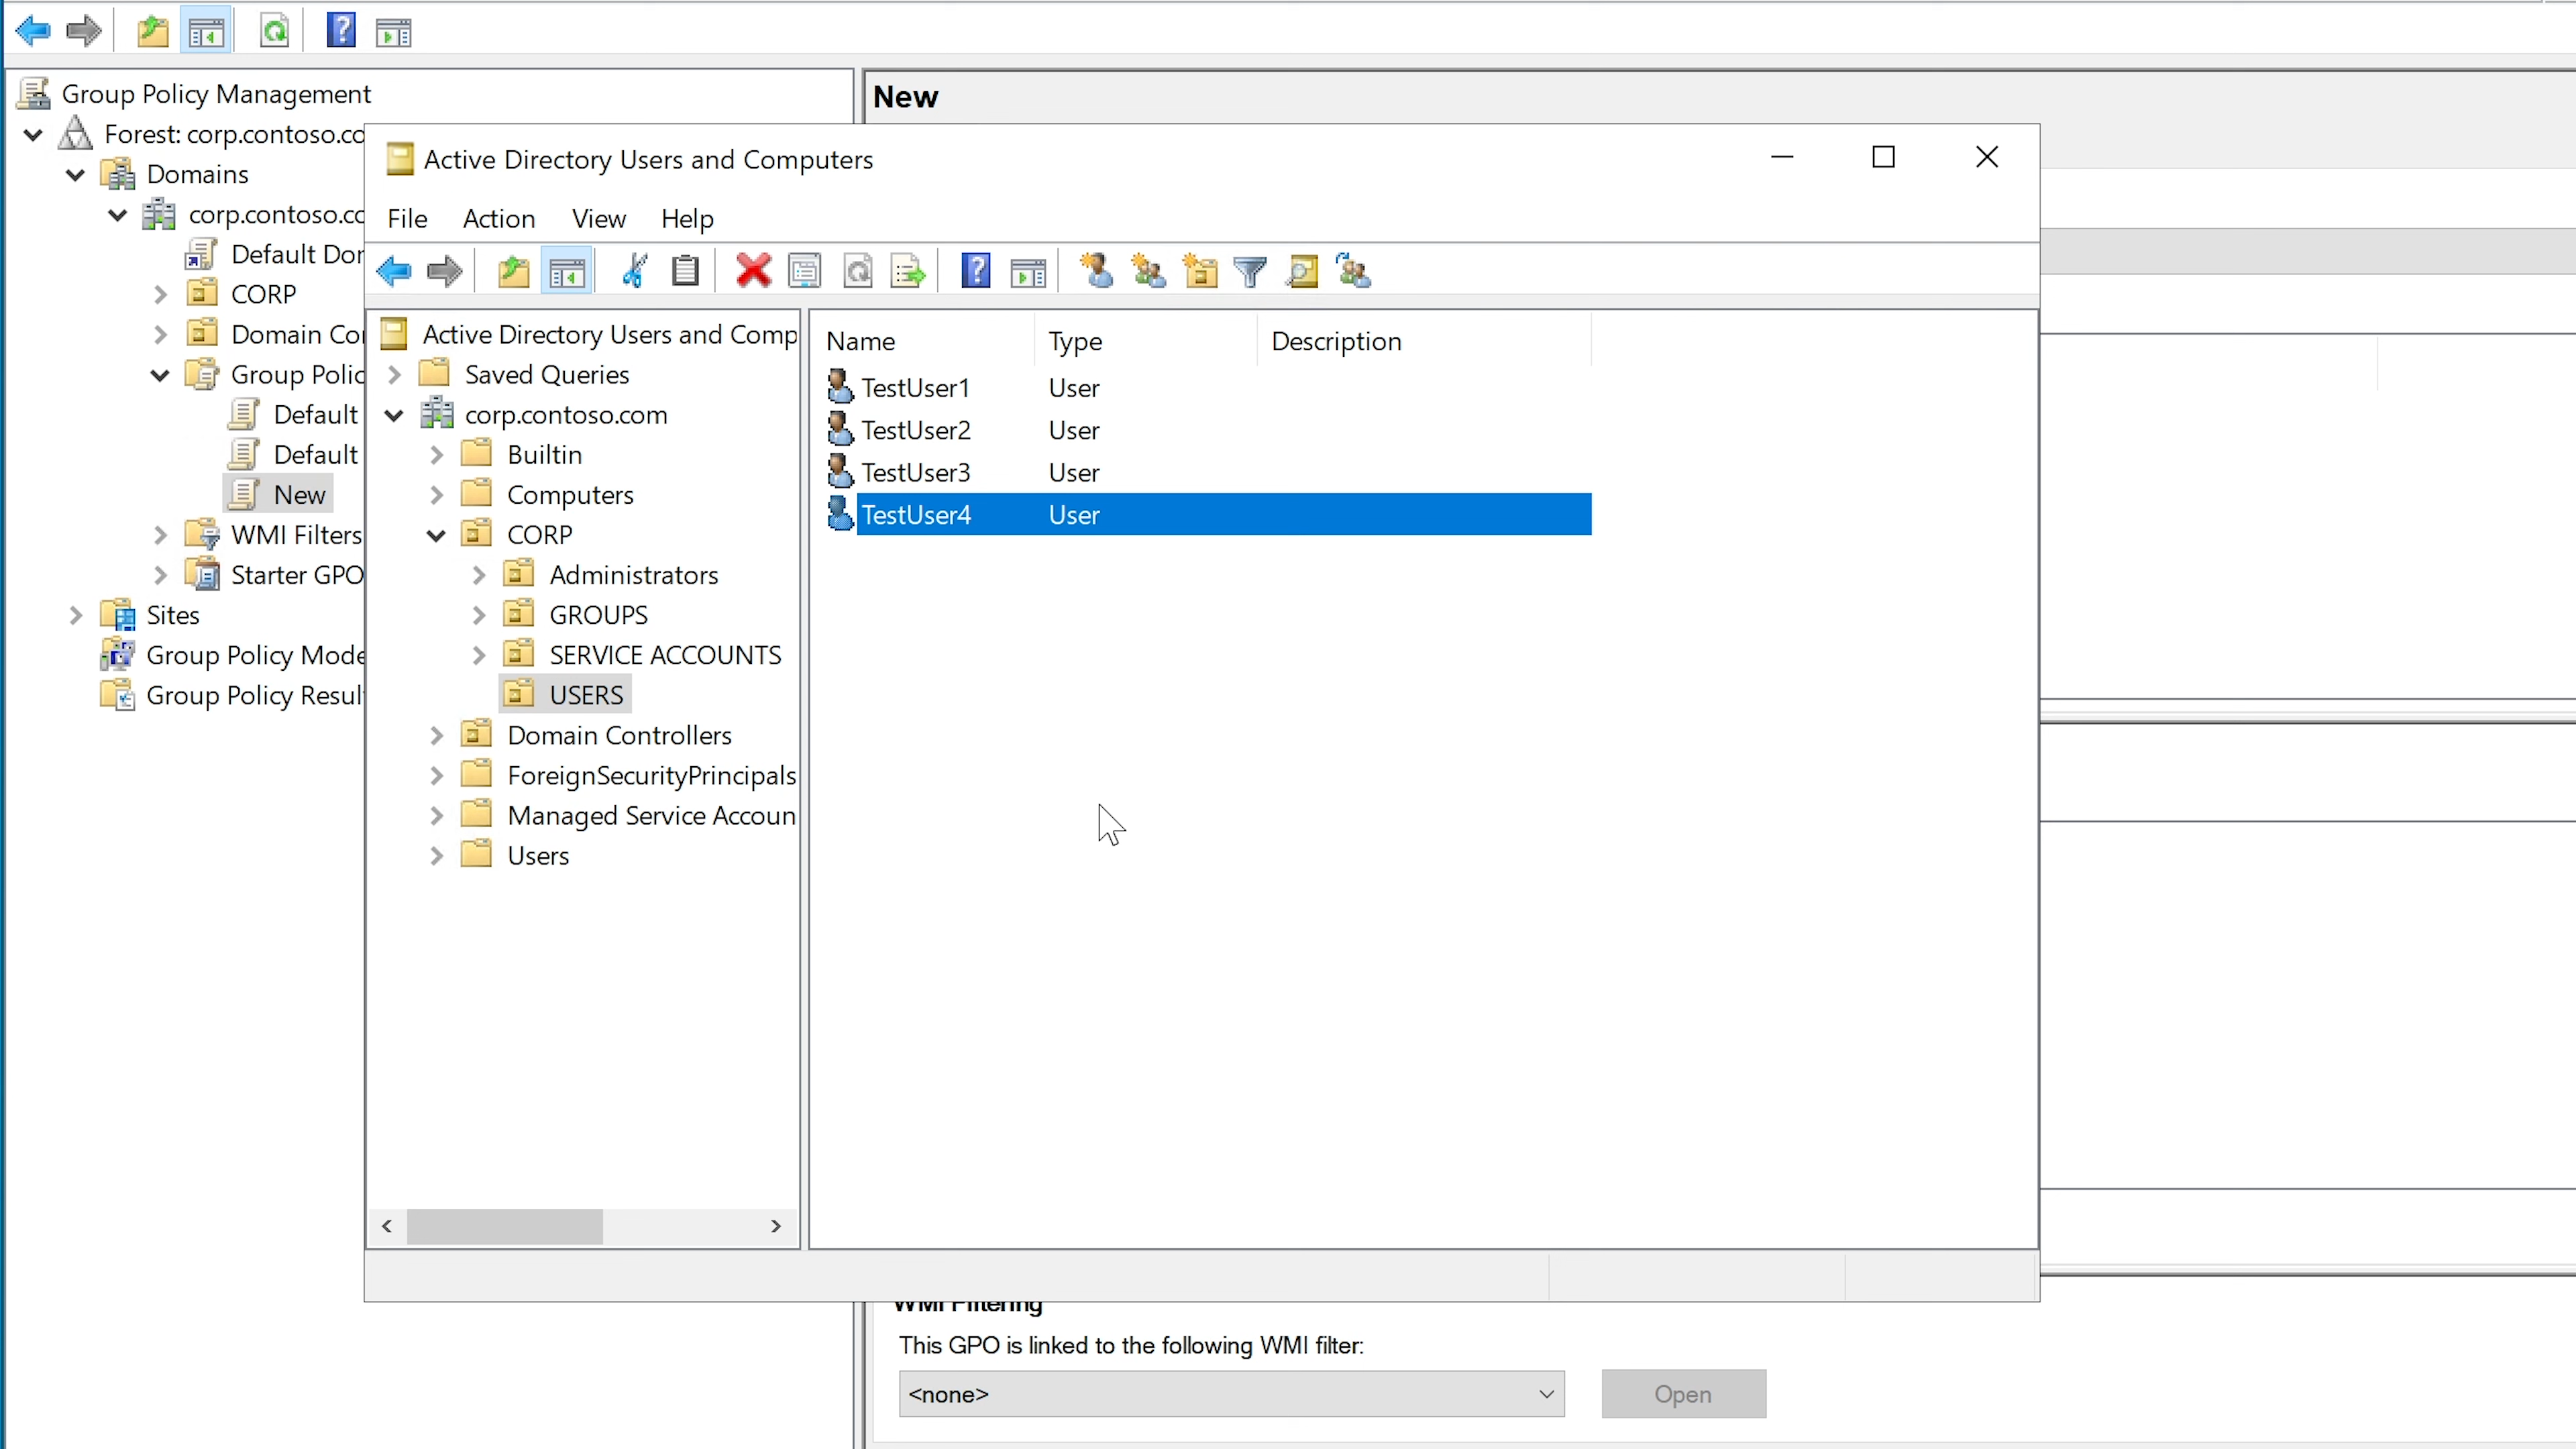 Group Policy Management
Forest: corp.contoso.co
Domains
corp.contoso.co
Default Dor
CORP
Domain Co
Group Polic
Default
Default
New
WMI Filters
Starter GPO
Sites
Group Policy Mode
Group Policy Resul
New
Active Directory Users and Computers
File Action View Help
Active Directory Users and Comp
Saved Queries
corp.contoso.com
Builtin
Computers
CORP
Administrators
GROUPS
SERVICE ACCOUNTS
USERS
Domain Controllers
ForeignSecurityPrincipals
Managed Service Accoun
Users
Name Type Description
TestUser1 User
TestUser2 User
TestUser3 User
TestUser4 User
WMI Filtering
This GPO is linked to the following WMI filter:
<none>
Open